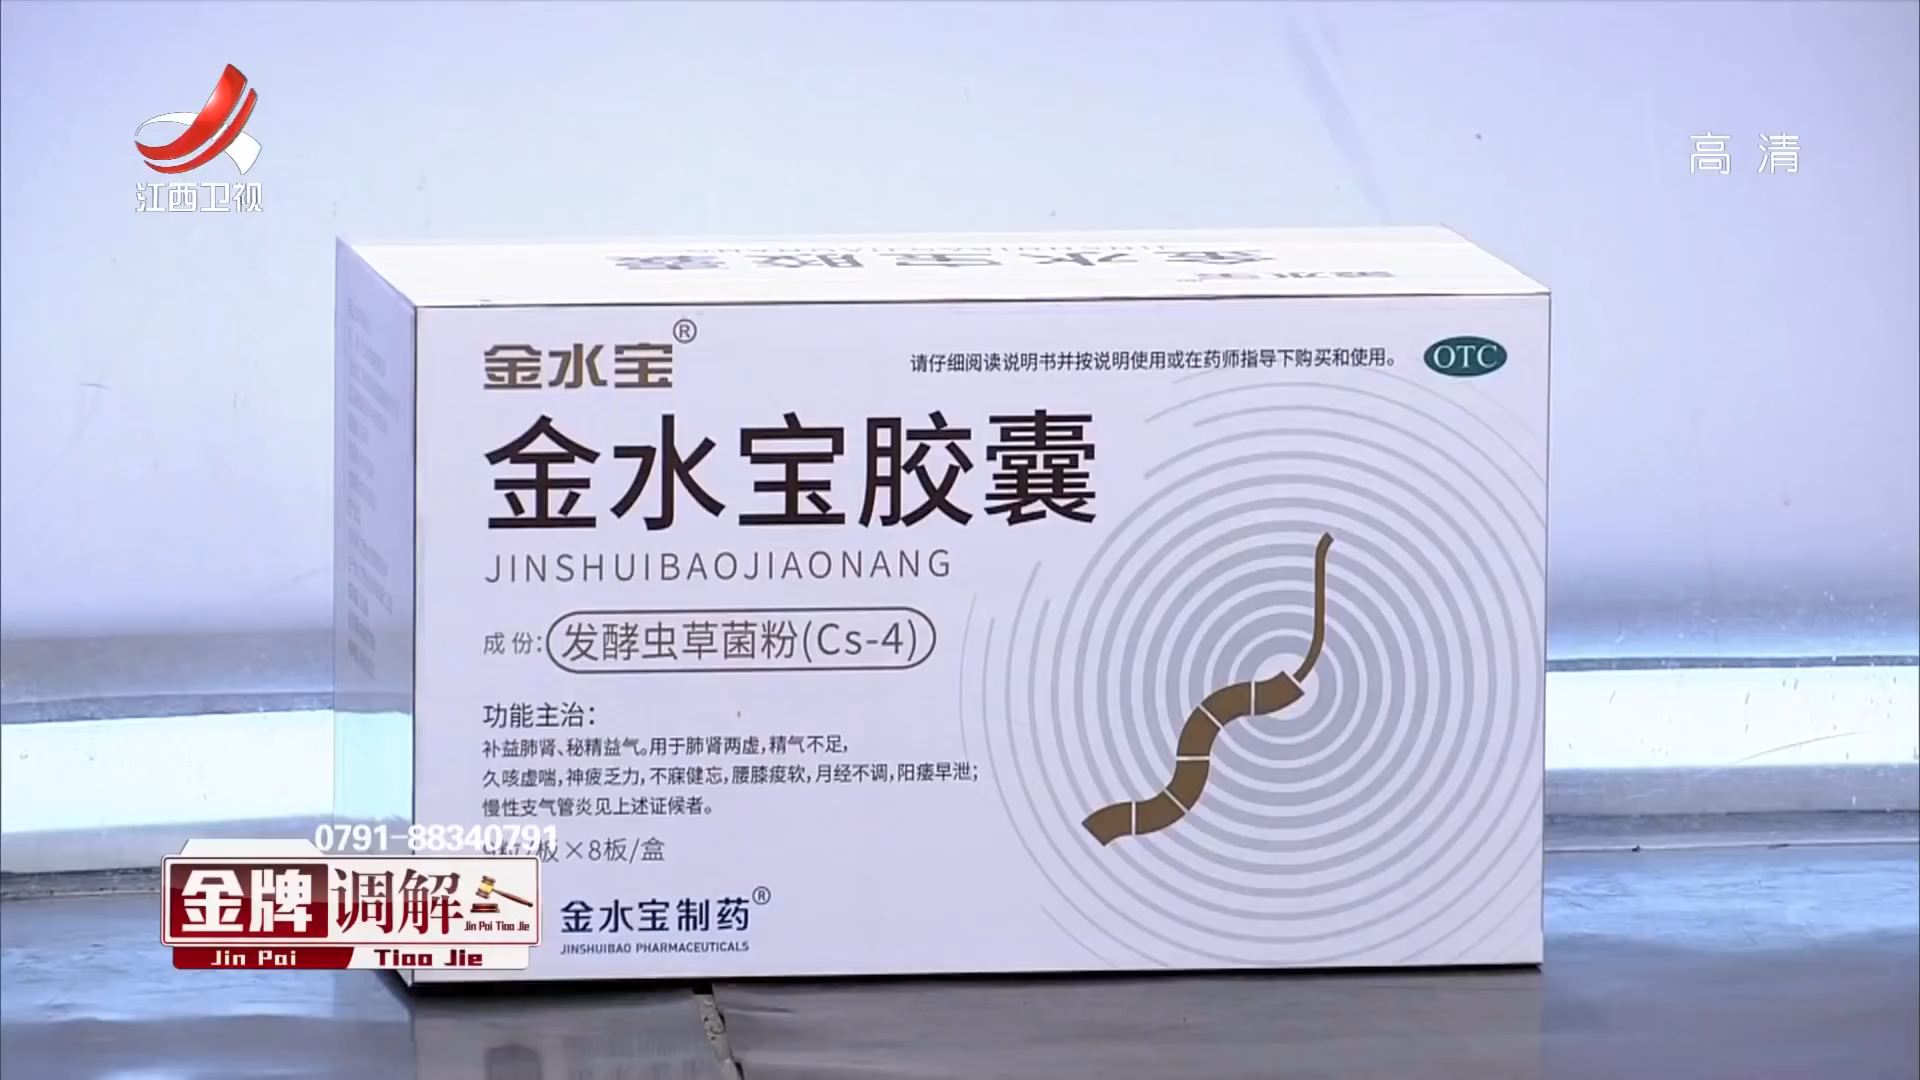 江西卫视
高清
金水宝胶囊
金水宝®
请仔细阅读说明书并按说明使用或在药师指导下购买和使用。
OTC
金水宝胶囊
JINSHUIBAOJIAONANG
成份:发酵虫草菌粉(Cs-4)
功能主治：
补益肺肾、秘精益气。用于肺肾两虚,精气不足,
久咳虚喘,神疲乏力,不寐健忘,腰膝痠软,月经不调,阳痿早泄;
慢性支气管炎见上述证候者。
0791-88340791
板×8板/盒
金牌调解
Jin Pai Tiao Jie
Jin Pai Tiao Jie
金水宝制药®
JINSHUIBAO PHARMACEUTICALS